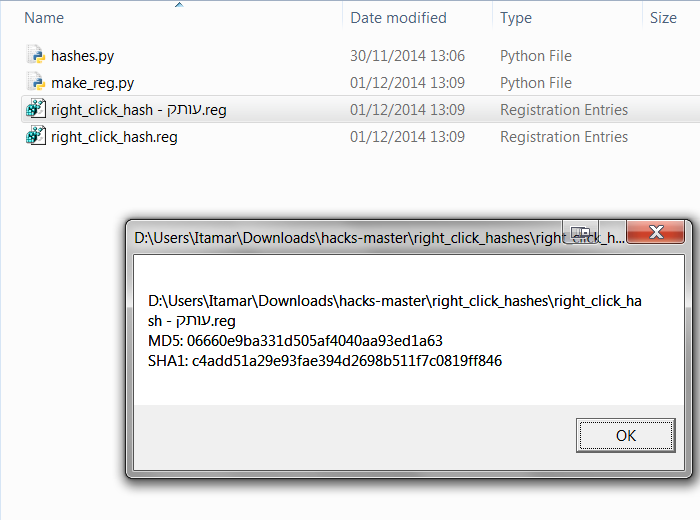 Name Date modified Type Size
hashes.py 30/11/2014 13:06 Python File
make_reg.py 01/12/2014 13:09 Python File
right_click_hash - עותק.reg 01/12/2014 13:09 Registration Entries
right_click_hash.reg 01/12/2014 13:09 Registration Entries
D:\Users\Itamar\Downloads\hacks-master\right_click_hashes\right_click_h...
D:\Users\Itamar\Downloads\hacks-master\right_click_hashes\right_click_ha
sh - עותק.reg
MD5: 06660e9ba331d505af4040aa93ed1a63
SHA1: c4add51a29e93fae394d2698b511f7c0819ff846
OK